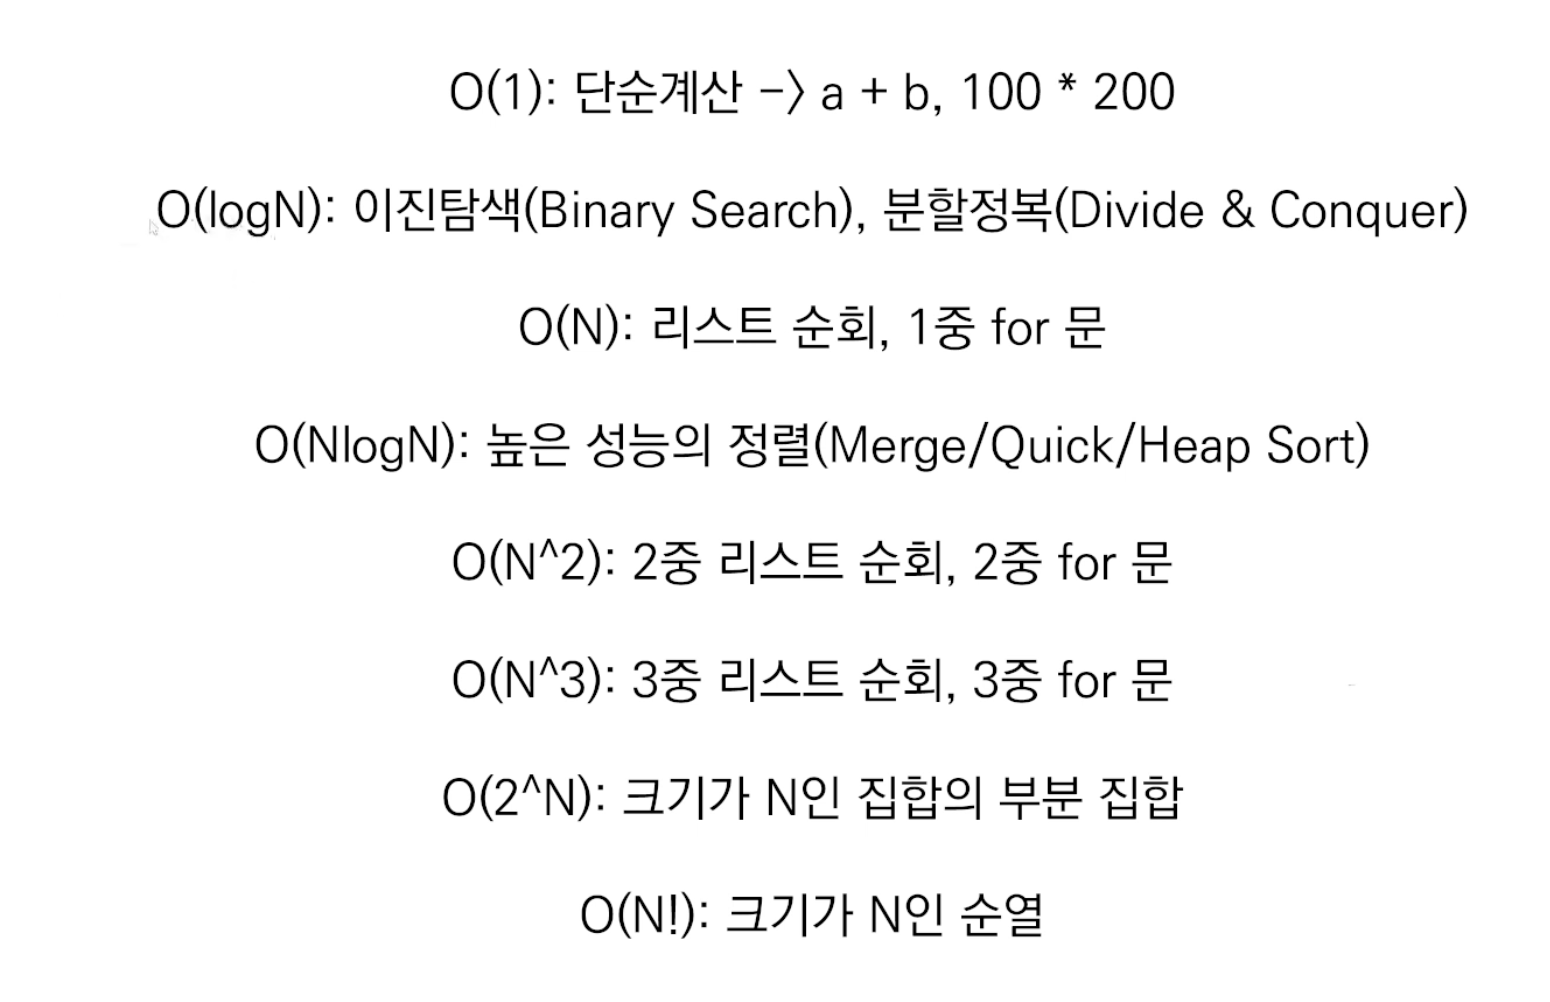 O(1): 단순계산 -> a + b, 100 * 200
O(logN): 이진탐색(Binary Search), 분할정복(Divide & Conquer)
O(N): 리스트 순회, 1중 for 문
O(NlogN): 높은 성능의 정렬(Merge/Quick/Heap Sort)
O(N^2): 2중 리스트 순회, 2중 for 문
O(N^3): 3중 리스트 순회, 3중 for 문
O(2^N): 크기가 N인 집합의 부분 집합
O(N!): 크기가 N인 순열